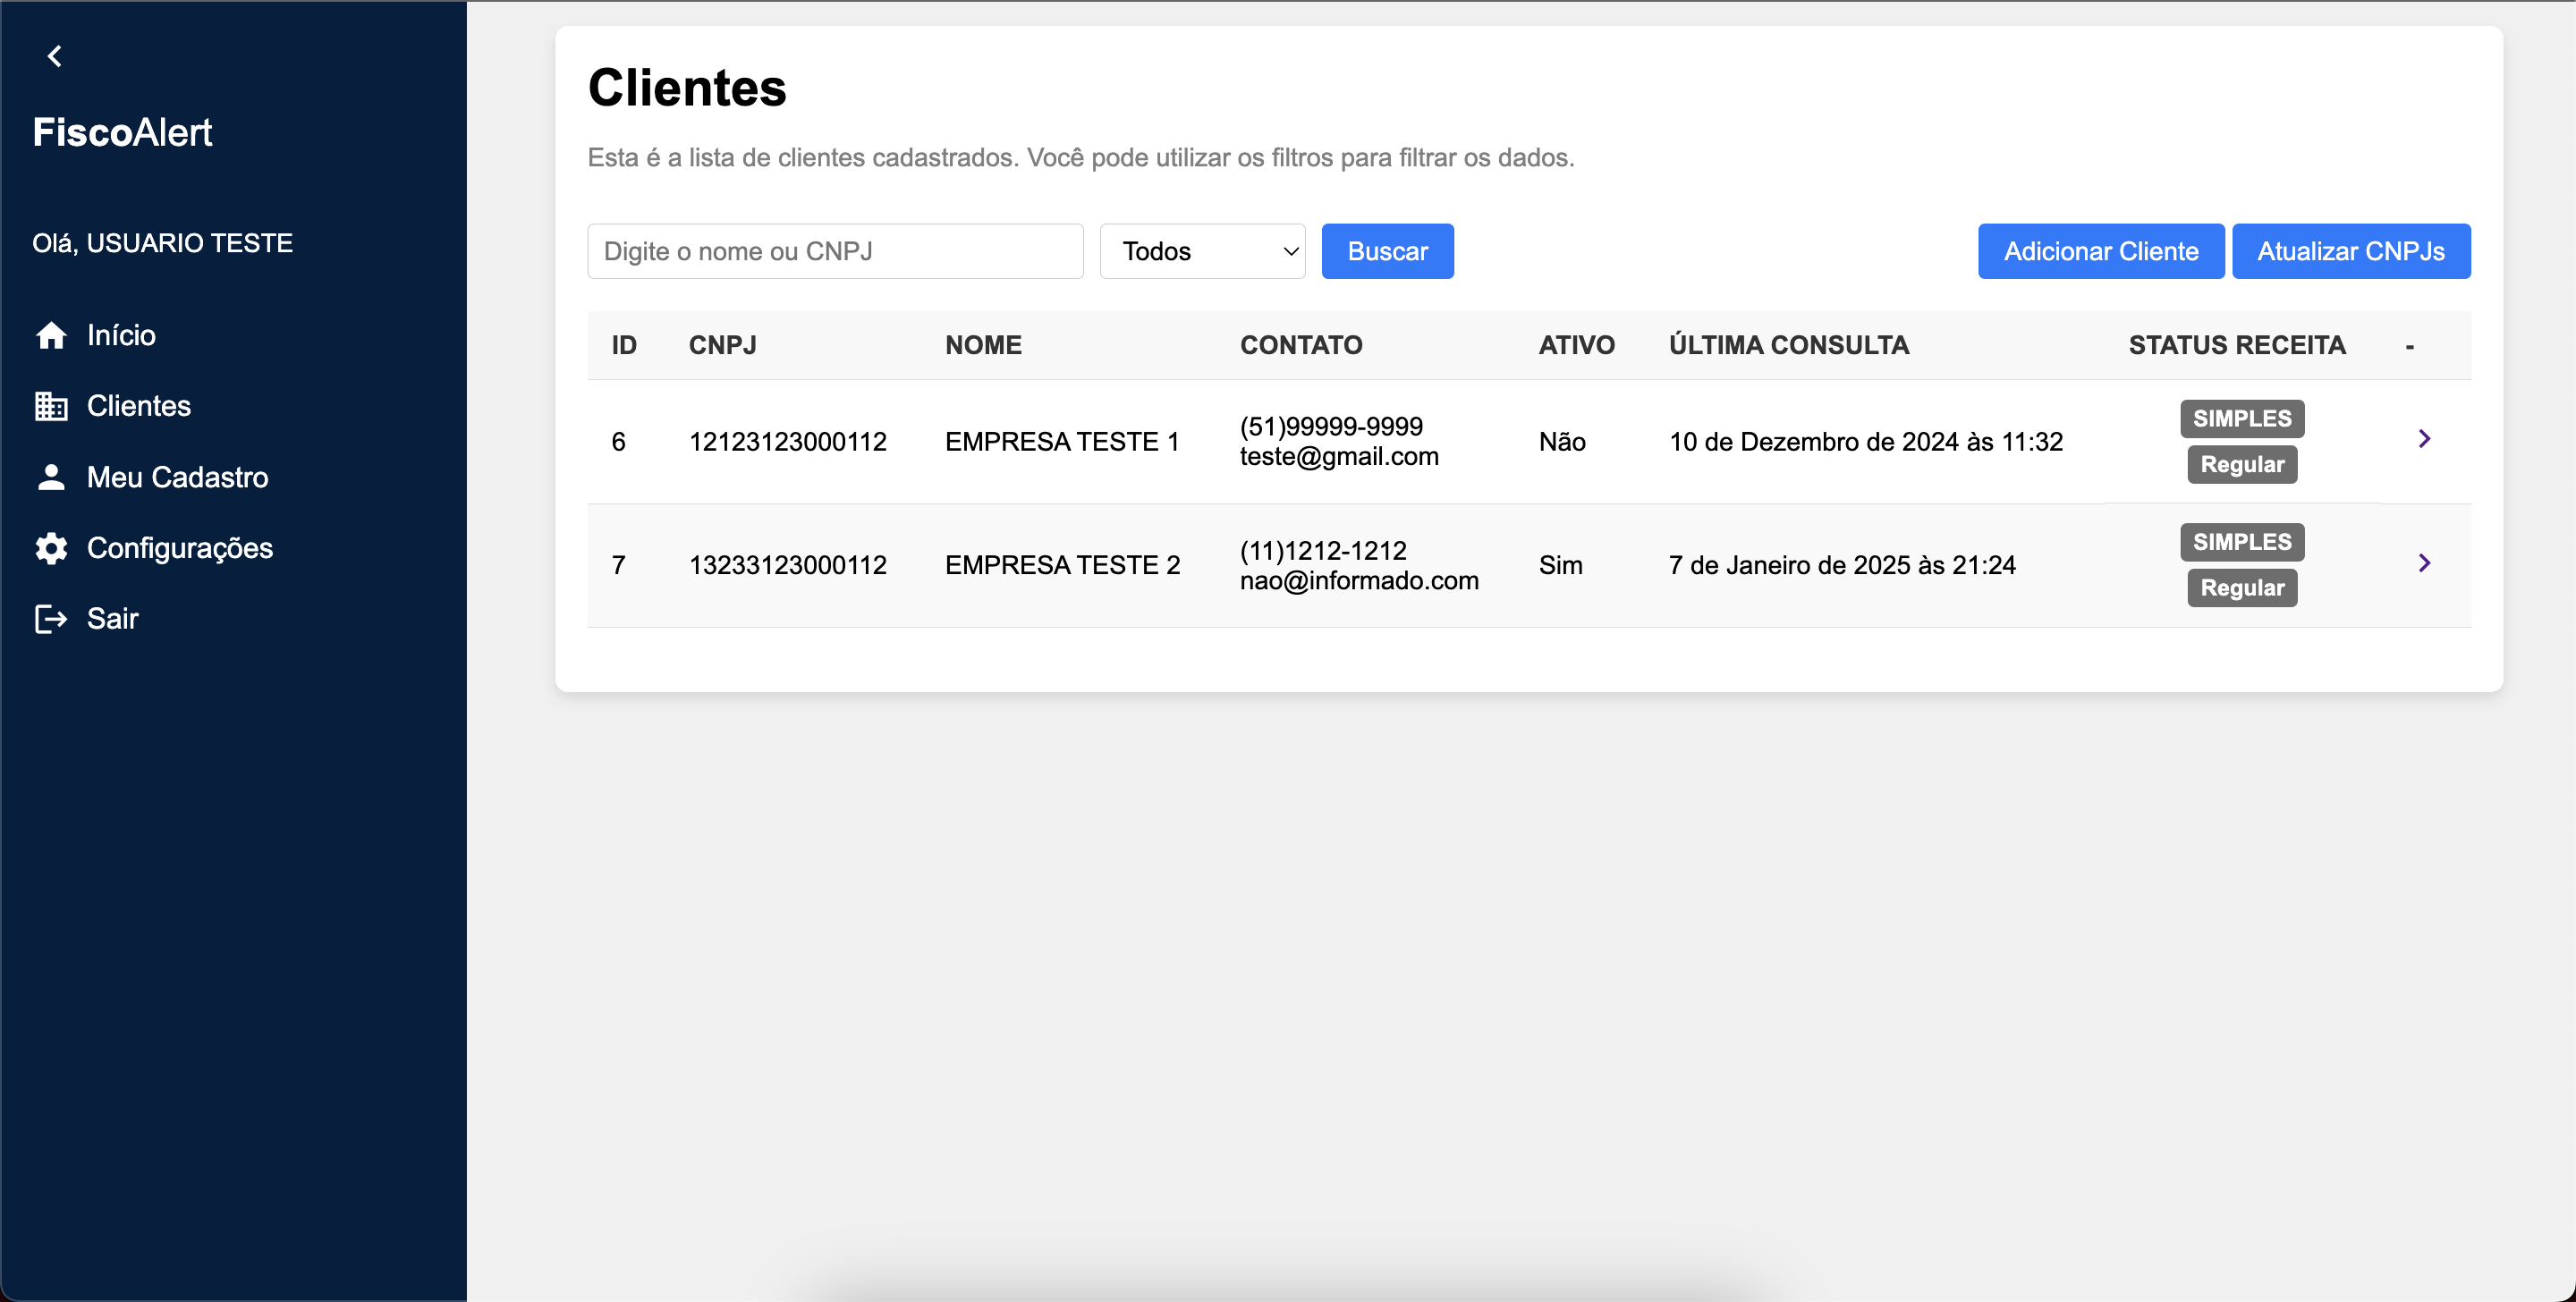 FiscoAlert
Olá, USUARIO TESTE
Início
Clientes
Meu Cadastro
Configurações
Sair
Clientes
Esta é a lista de clientes cadastrados. Você pode utilizar os filtros para filtrar os dados.
Digite o nome ou CNPJ Todos Buscar Adicionar Cliente Atualizar CNPJs
ID CNPJ NOME CONTATO ATIVO ÚLTIMA CONSULTA STATUS RECEITA -
6 12123123000112 EMPRESA TESTE 1 (51)99999-9999 Não 10 de Dezembro de 2024 às 11:32 SIMPLES
teste@gmail.com Regular
7 13233123000112 EMPRESA TESTE 2 (11)1212-1212 Sim 7 de Janeiro de 2025 às 21:24 SIMPLES
nao@informado.com Regular